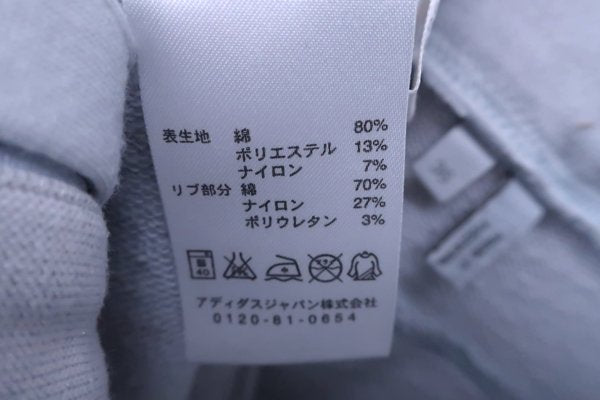 表生地 綿 80%
ポリエステル 13%
ナイロン 7%
リブ部分 綿 70%
ナイロン 27%
ポリウレタン 3%
40
アディダスジャパン株式会社
0120-81-0654